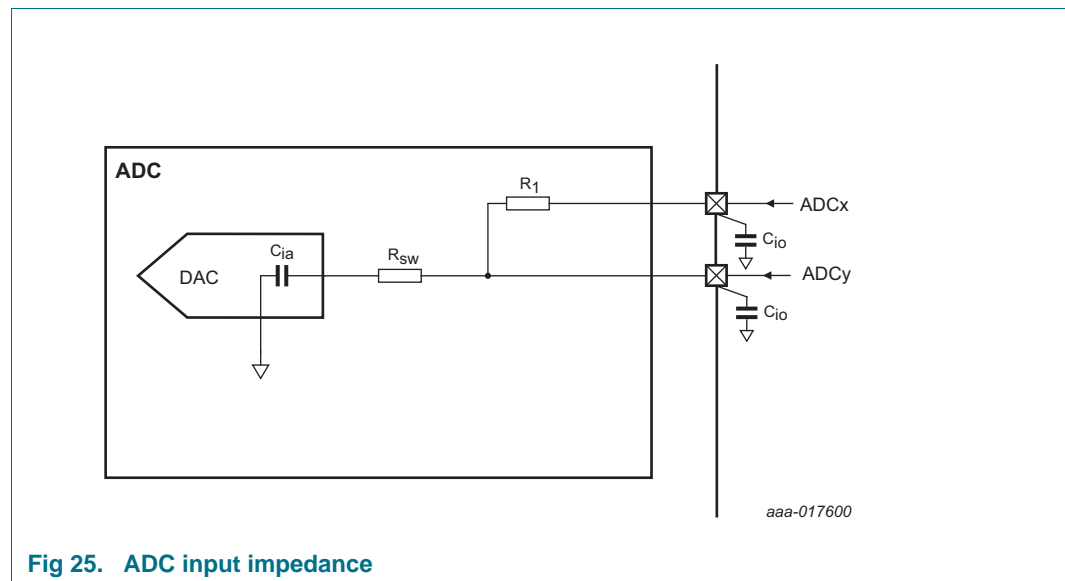 ADC
R1
ADCx
Cio
Cia
Rsw
DAC
ADCy
Cio
aaa-017600
Fig 25. ADC input impedance